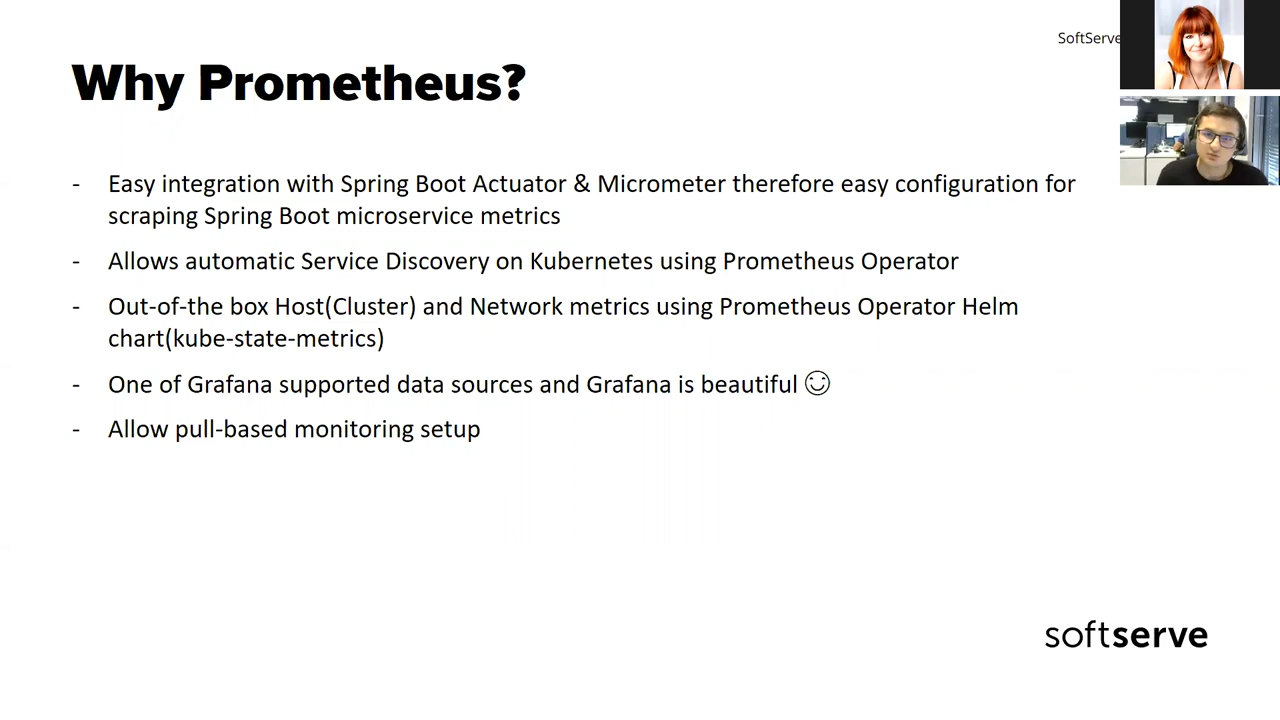 SoftServe
Why Prometheus?
- Easy integration with Spring Boot Actuator & Micrometer therefore easy configuration for
scraping Spring Boot microservice metrics
- Allows automatic Service Discovery on Kubernetes using Prometheus Operator
- Out-of-the box Host(Cluster) and Network metrics using Prometheus Operator Helm
chart(kube-state-metrics)
- One of Grafana supported data sources and Grafana is beautiful ☺
- Allow pull-based monitoring setup
softserve